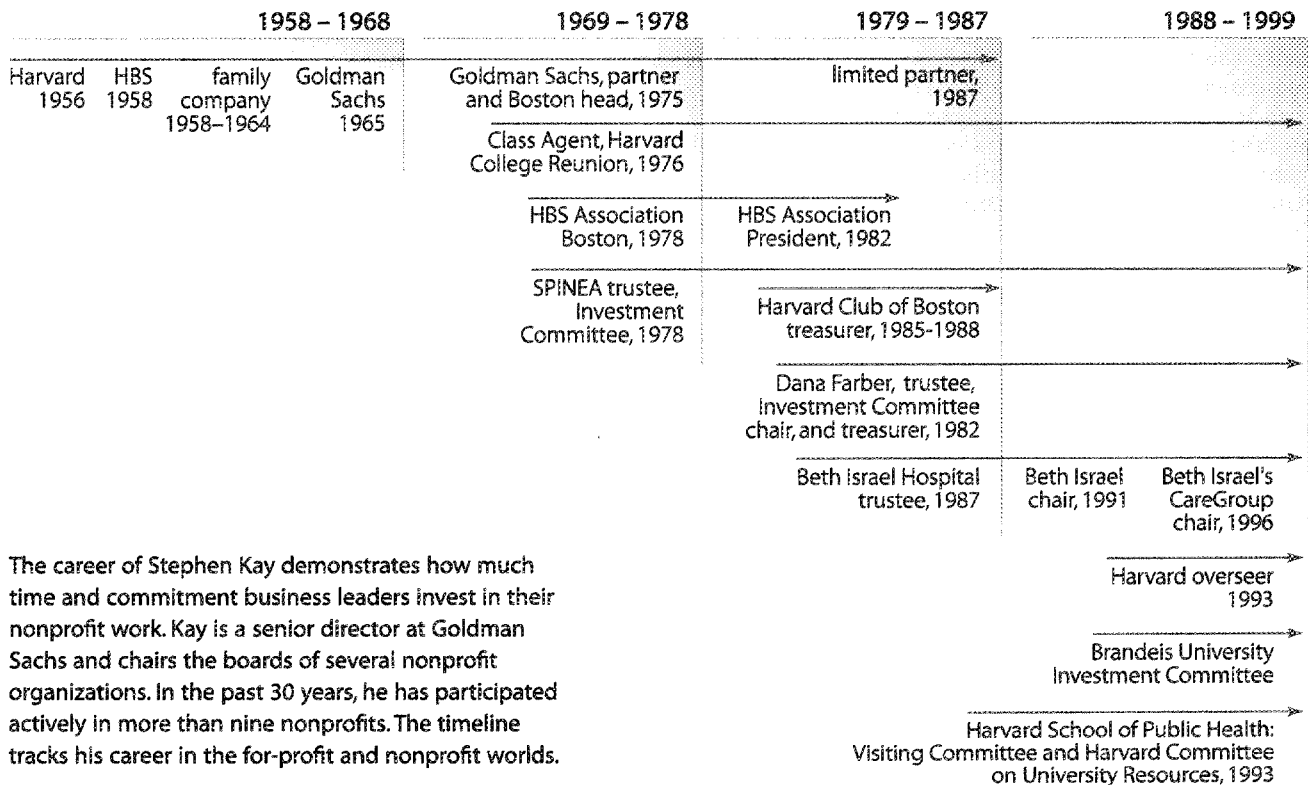 1958 – 1968
1969 – 1978
1979 – 1987
1988 – 1999
Harvard
1956
HBS
1958
family
company
1958–1964
Goldman
Sachs
1965
Goldman Sachs, partner
and Boston head, 1975
limited partner,
1987
Class Agent, Harvard
College Reunion, 1976
HBS Association
Boston, 1978
HBS Association
President, 1982
SPINEA trustee,
Investment
Committee, 1978
Harvard Club of Boston
treasurer, 1985-1988
Dana Farber, trustee,
Investment Committee
chair, and treasurer, 1982
Beth Israel Hospital
trustee, 1987
Beth Israel
chair, 1991
Beth Israel's
CareGroup
chair, 1996
Harvard overseer
1993
Brandeis University
Investment Committee
Harvard School of Public Health:
Visiting Committee and Harvard Committee
on University Resources, 1993
The career of Stephen Kay demonstrates how much
time and commitment business leaders invest in their
nonprofit work. Kay is a senior director at Goldman
Sachs and chairs the boards of several nonprofit
organizations. In the past 30 years, he has participated
actively in more than nine nonprofits. The timeline
tracks his career in the for-profit and nonprofit worlds.